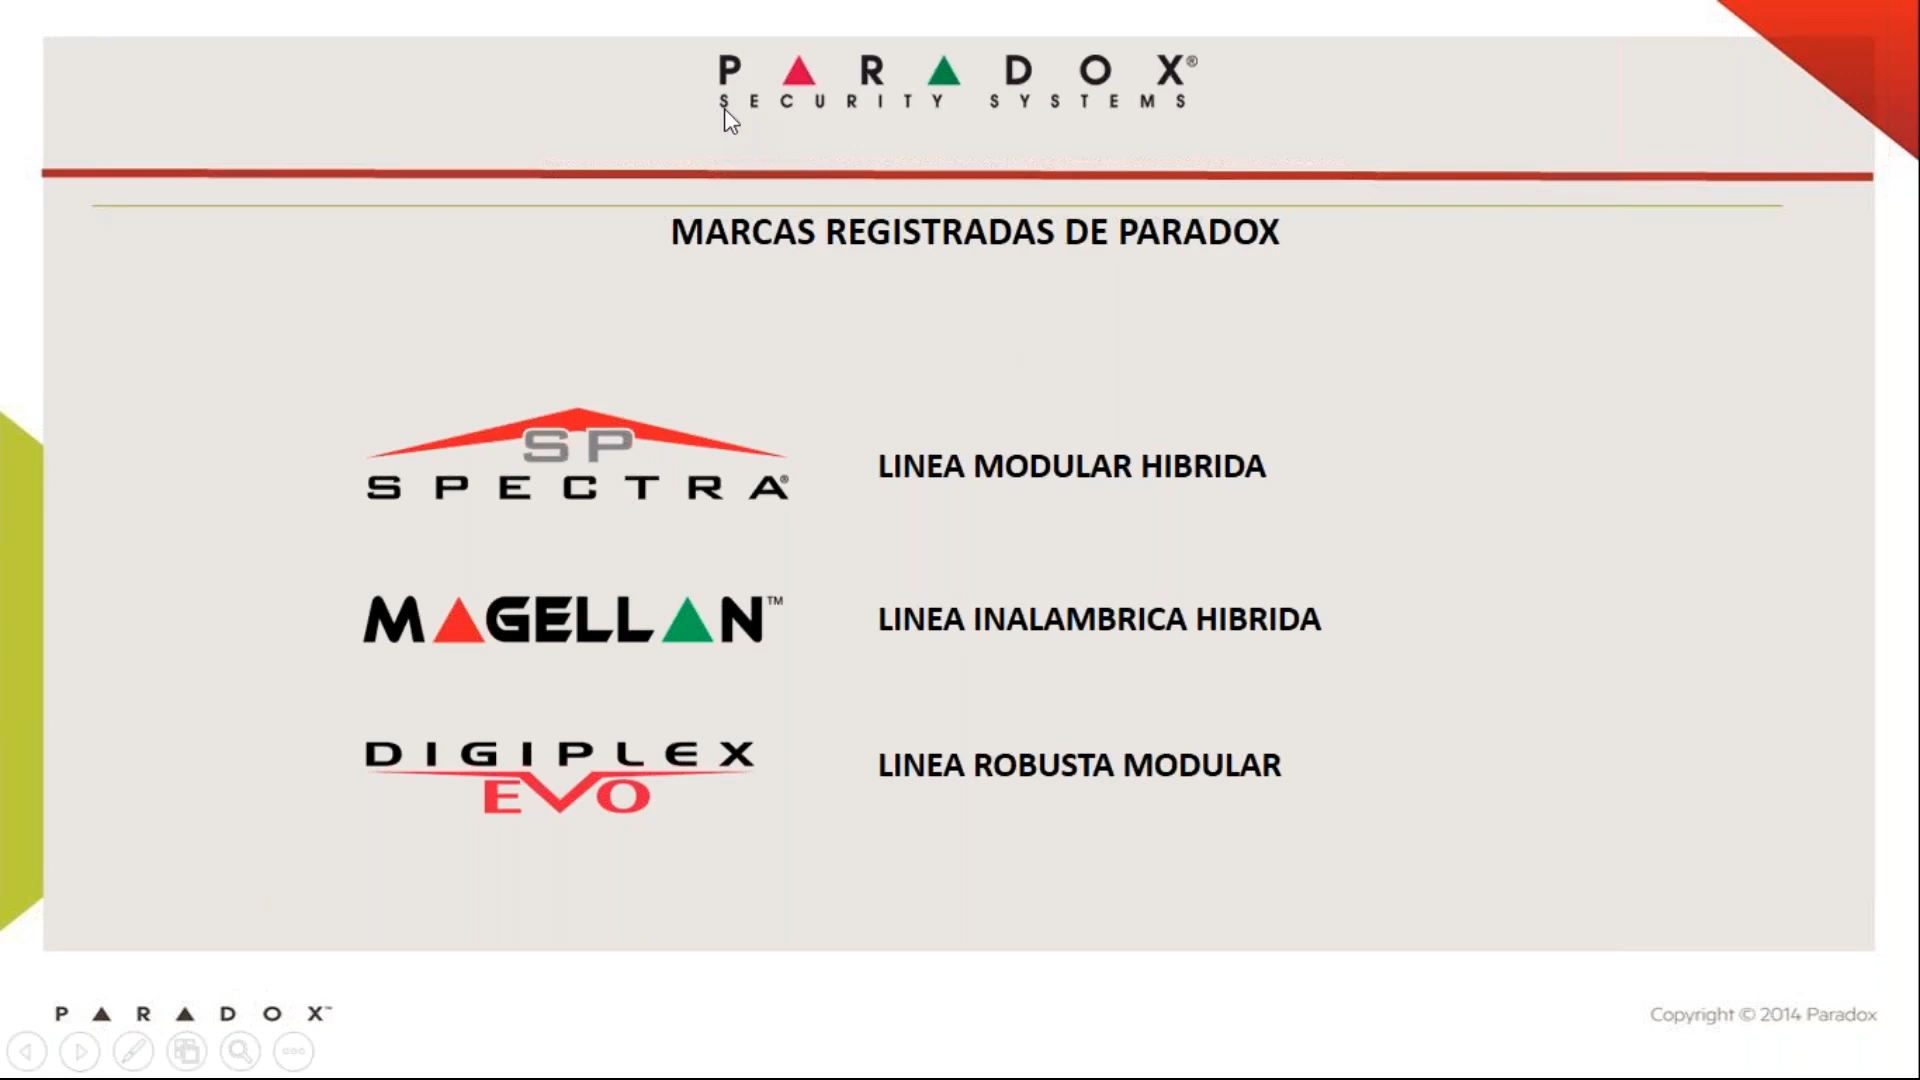 PARADOX®
SECURITY SYSTEMS
MARCAS REGISTRADAS DE PARADOX
SP
SPECTRA®
LINEA MODULAR HIBRIDA
MAGELLAN™
LINEA INALAMBRICA HIBRIDA
DIGIPLEX
EVO
LINEA ROBUSTA MODULAR
PARADOX™
Copyright © 2014 Paradox